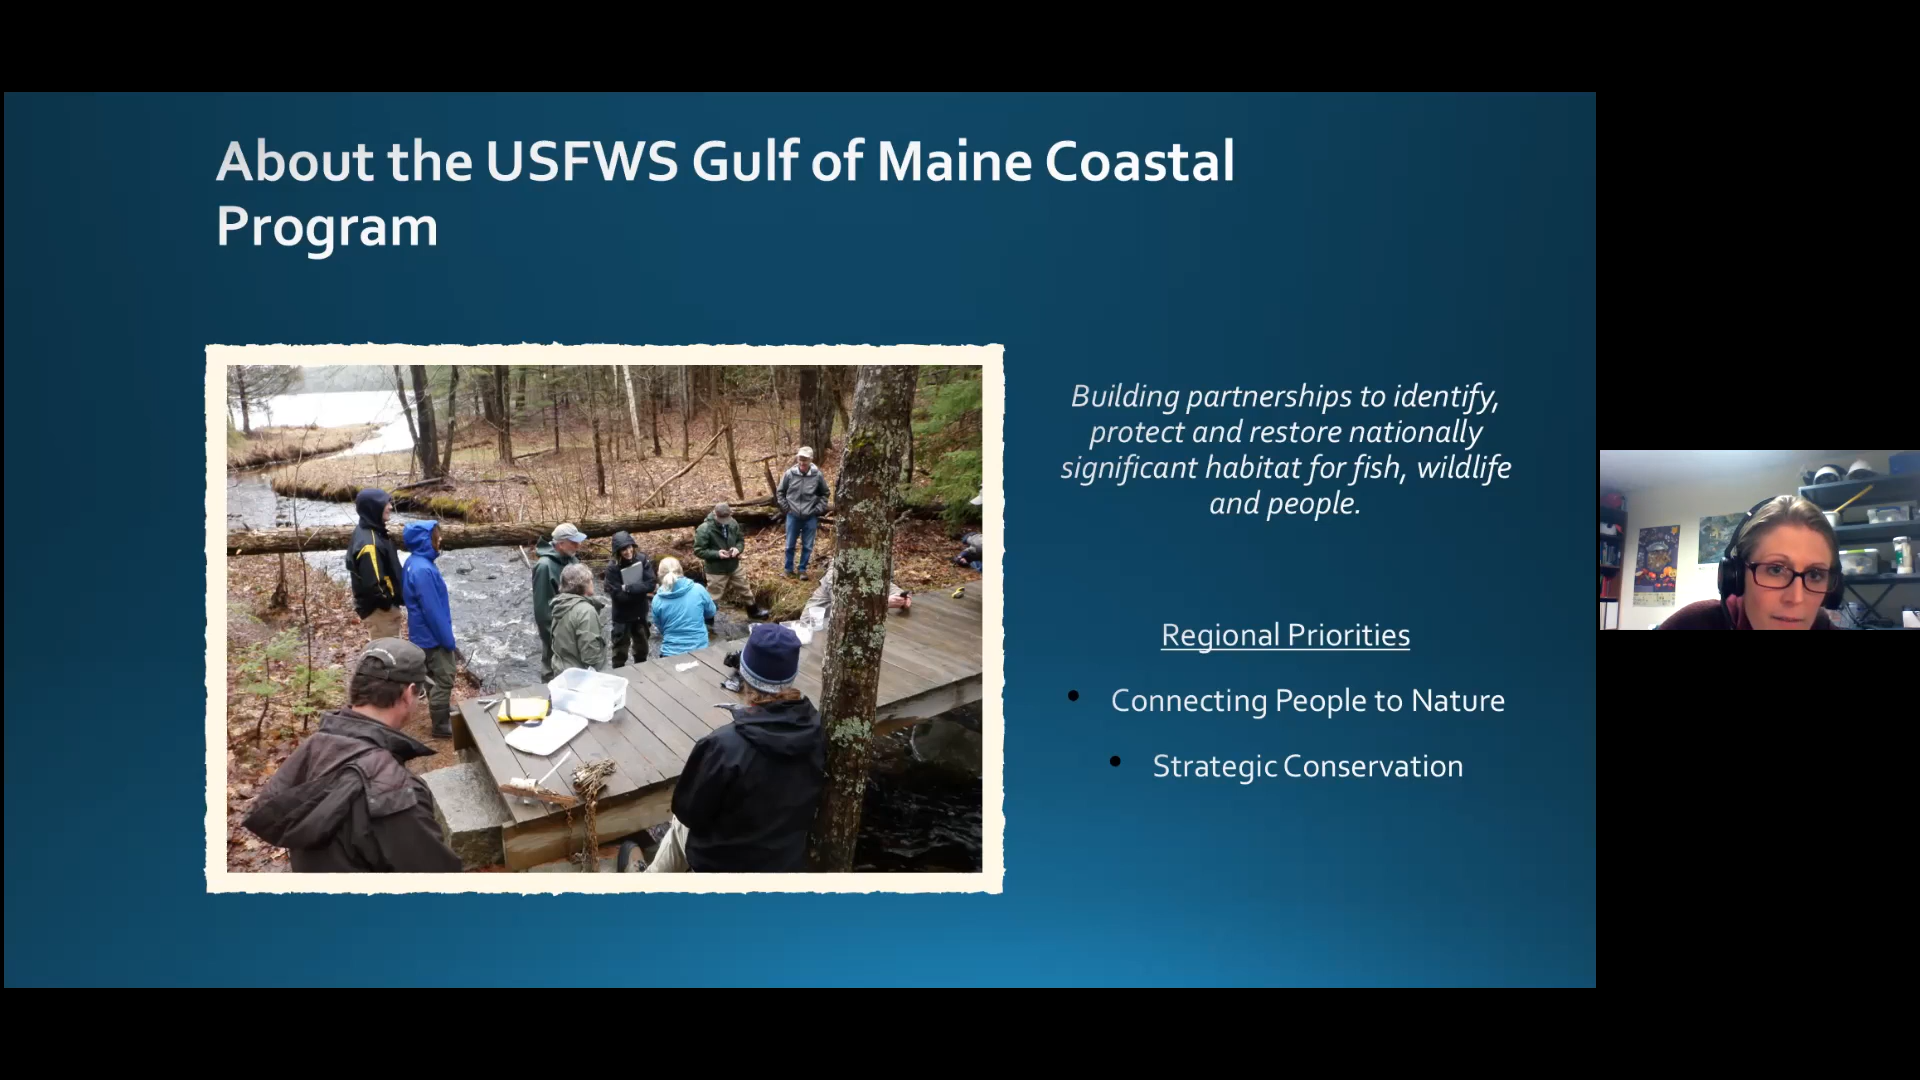 About the USFWS Gulf of Maine Coastal
Program
Building partnerships to identify,
protect and restore nationally
significant habitat for fish, wildlife
and people.
Regional Priorities
• Connecting People to Nature
• Strategic Conservation